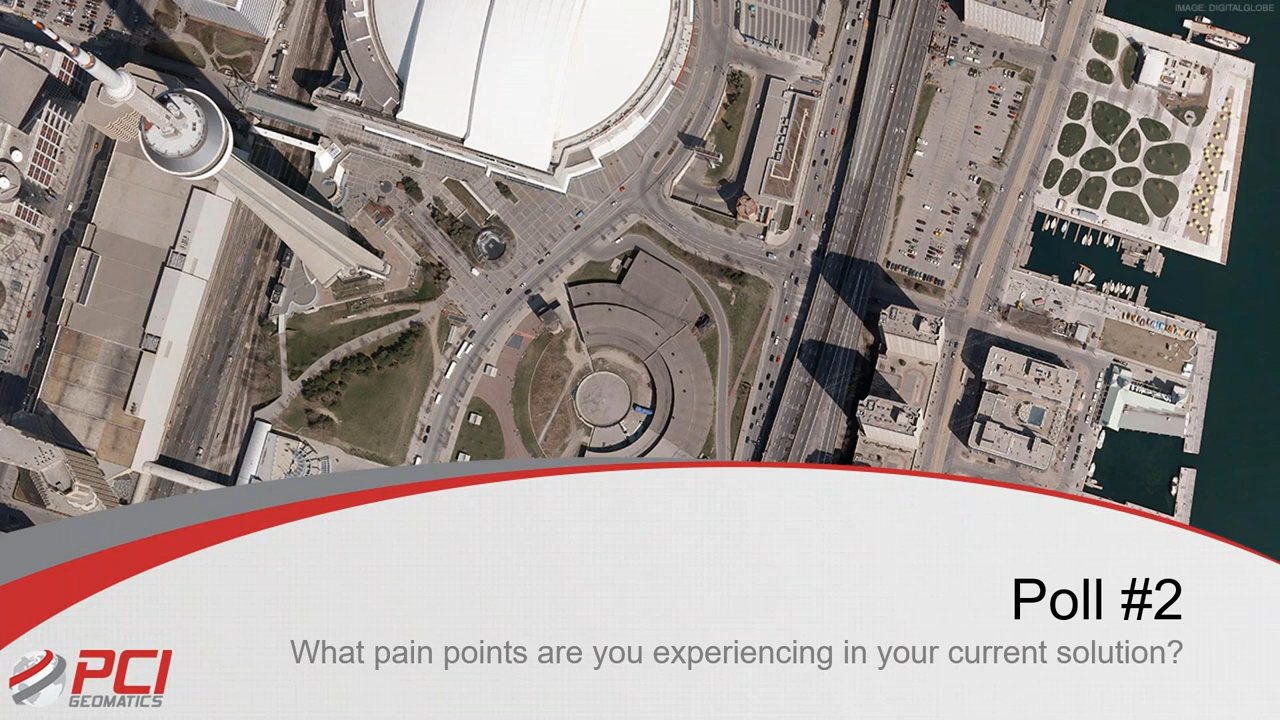 IMAGE: DIGITALGLOBE
Poll #2
What pain points are you experiencing in your current solution?
PCI
GEOMATICS